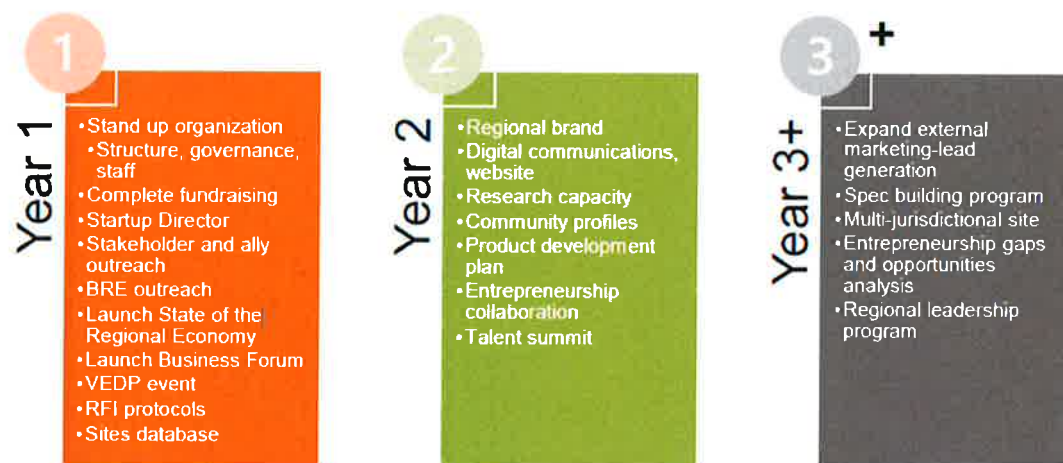 1
Year 1
•Stand up organization
•Structure, governance,
staff
•Complete fundraising
•Startup Director
•Stakeholder and ally
outreach
•BRE outreach
•Launch State of the
Regional Economy
•Launch Business Forum
•VEDP event
•RFI protocols
•Sites database
2
Year 2
•Regional brand
•Digital communications,
website
•Research capacity
•Community profiles
•Product development
plan
•Entrepreneurship
collaboration
•Talent summit
3 +
Year 3+
•Expand external
marketing-lead
generation
•Spec building program
•Multi-jurisdictional site
•Entrepreneurship gaps
and opportunities
analysis
•Regional leadership
program